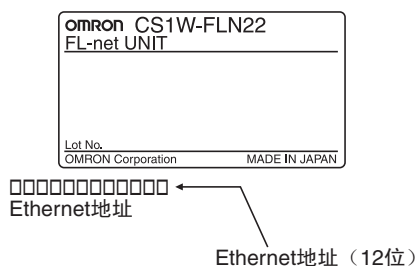 OMRON CS1W-FLN22
FL-net UNIT
Lot No.
OMRON Corporation MADE IN JAPAN
□□□□□□□□□□□□
Ethernet地址
Ethernet地址（12位）